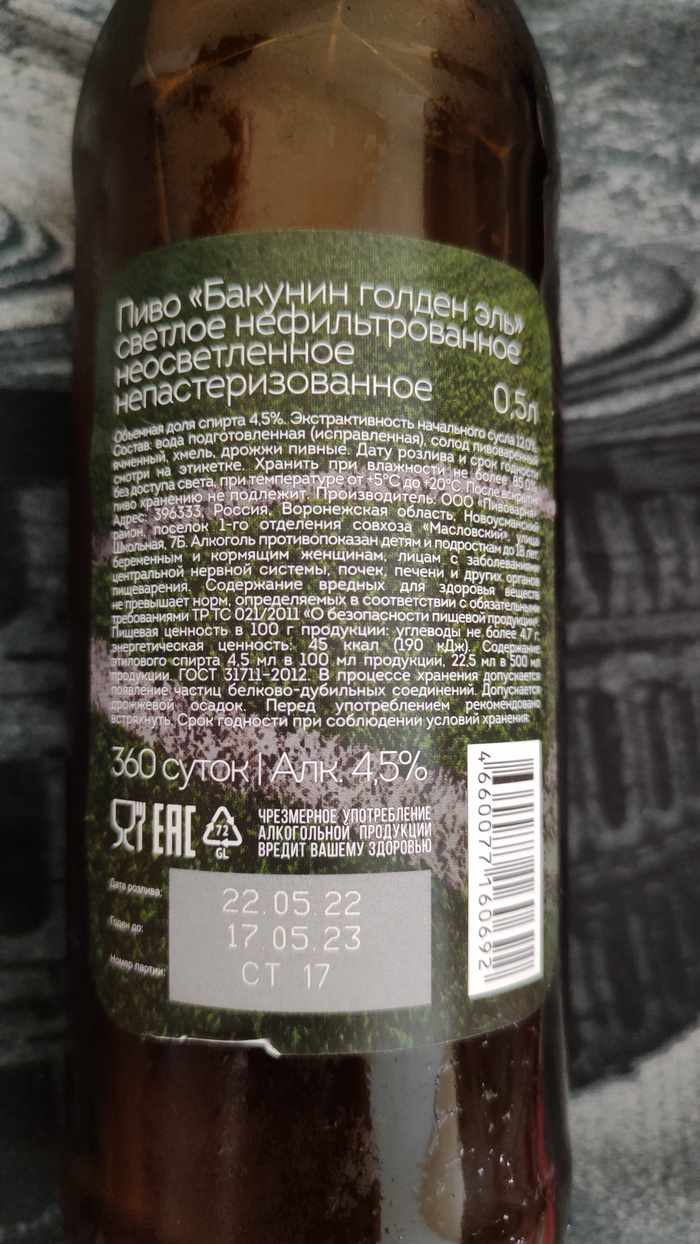 Пиво «Бакунин голден эль»
светлое нефильтрованное
неосветленное
непастеризованное
0,5л
Объемная доля спирта 4,5%. Экстрактивность начального сусла 12,0%.
Состав: вода подготовленная (исправленная), солод пивоваренный
ячменный, хмель, дрожжи пивные. Дату розлива и срок годности
смотри на этикетке. Хранить при влажности не более 85,0%
без доступа света, при температуре от +5°С до +20°С. После вскрытия
пиво хранению не подлежит. Производитель: ООО «Пивоварня»
Адрес: 396333, Россия, Воронежская область, Новоусманский
район, поселок 1-го отделения совхоза «Масловский», улица
Школьная, 7Б. Алкоголь противопоказан детям и подросткам до 18 лет,
беременным и кормящим женщинам, лицам с заболеваниями
центральной нервной системы, почек, печени и других органов
пищеварения. Содержание вредных для здоровья веществ
не превышает норм, определяемых в соответствии с обязательными
требованиями ТР ТС 021/2011 «О безопасности пищевой продукции».
Пищевая ценность в 100 г продукции: углеводы не более 4,7 г,
энергетическая ценность: 45 ккал (190 кДж). Содержание
этилового спирта 4,5 мл в 100 мл продукции, 22,5 мл в 500 мл
продукции. ГОСТ 31711-2012. В процессе хранения допускается
появление частиц белково-дубильных соединений. Допускается
дрожжевой осадок. Перед употреблением рекомендовано
встряхнуть. Срок годности при соблюдении условий хранения:
360 суток | Алк. 4,5%
EAC
72
GL
ЧРЕЗМЕРНОЕ УПОТРЕБЛЕНИЕ
АЛКОГОЛЬНОЙ ПРОДУКЦИИ
ВРЕДИТ ВАШЕМУ ЗДОРОВЬЮ
Дата розлива: 22.05.22
Годен до: 17.05.23
Номер партии: СТ 17
4660077160692